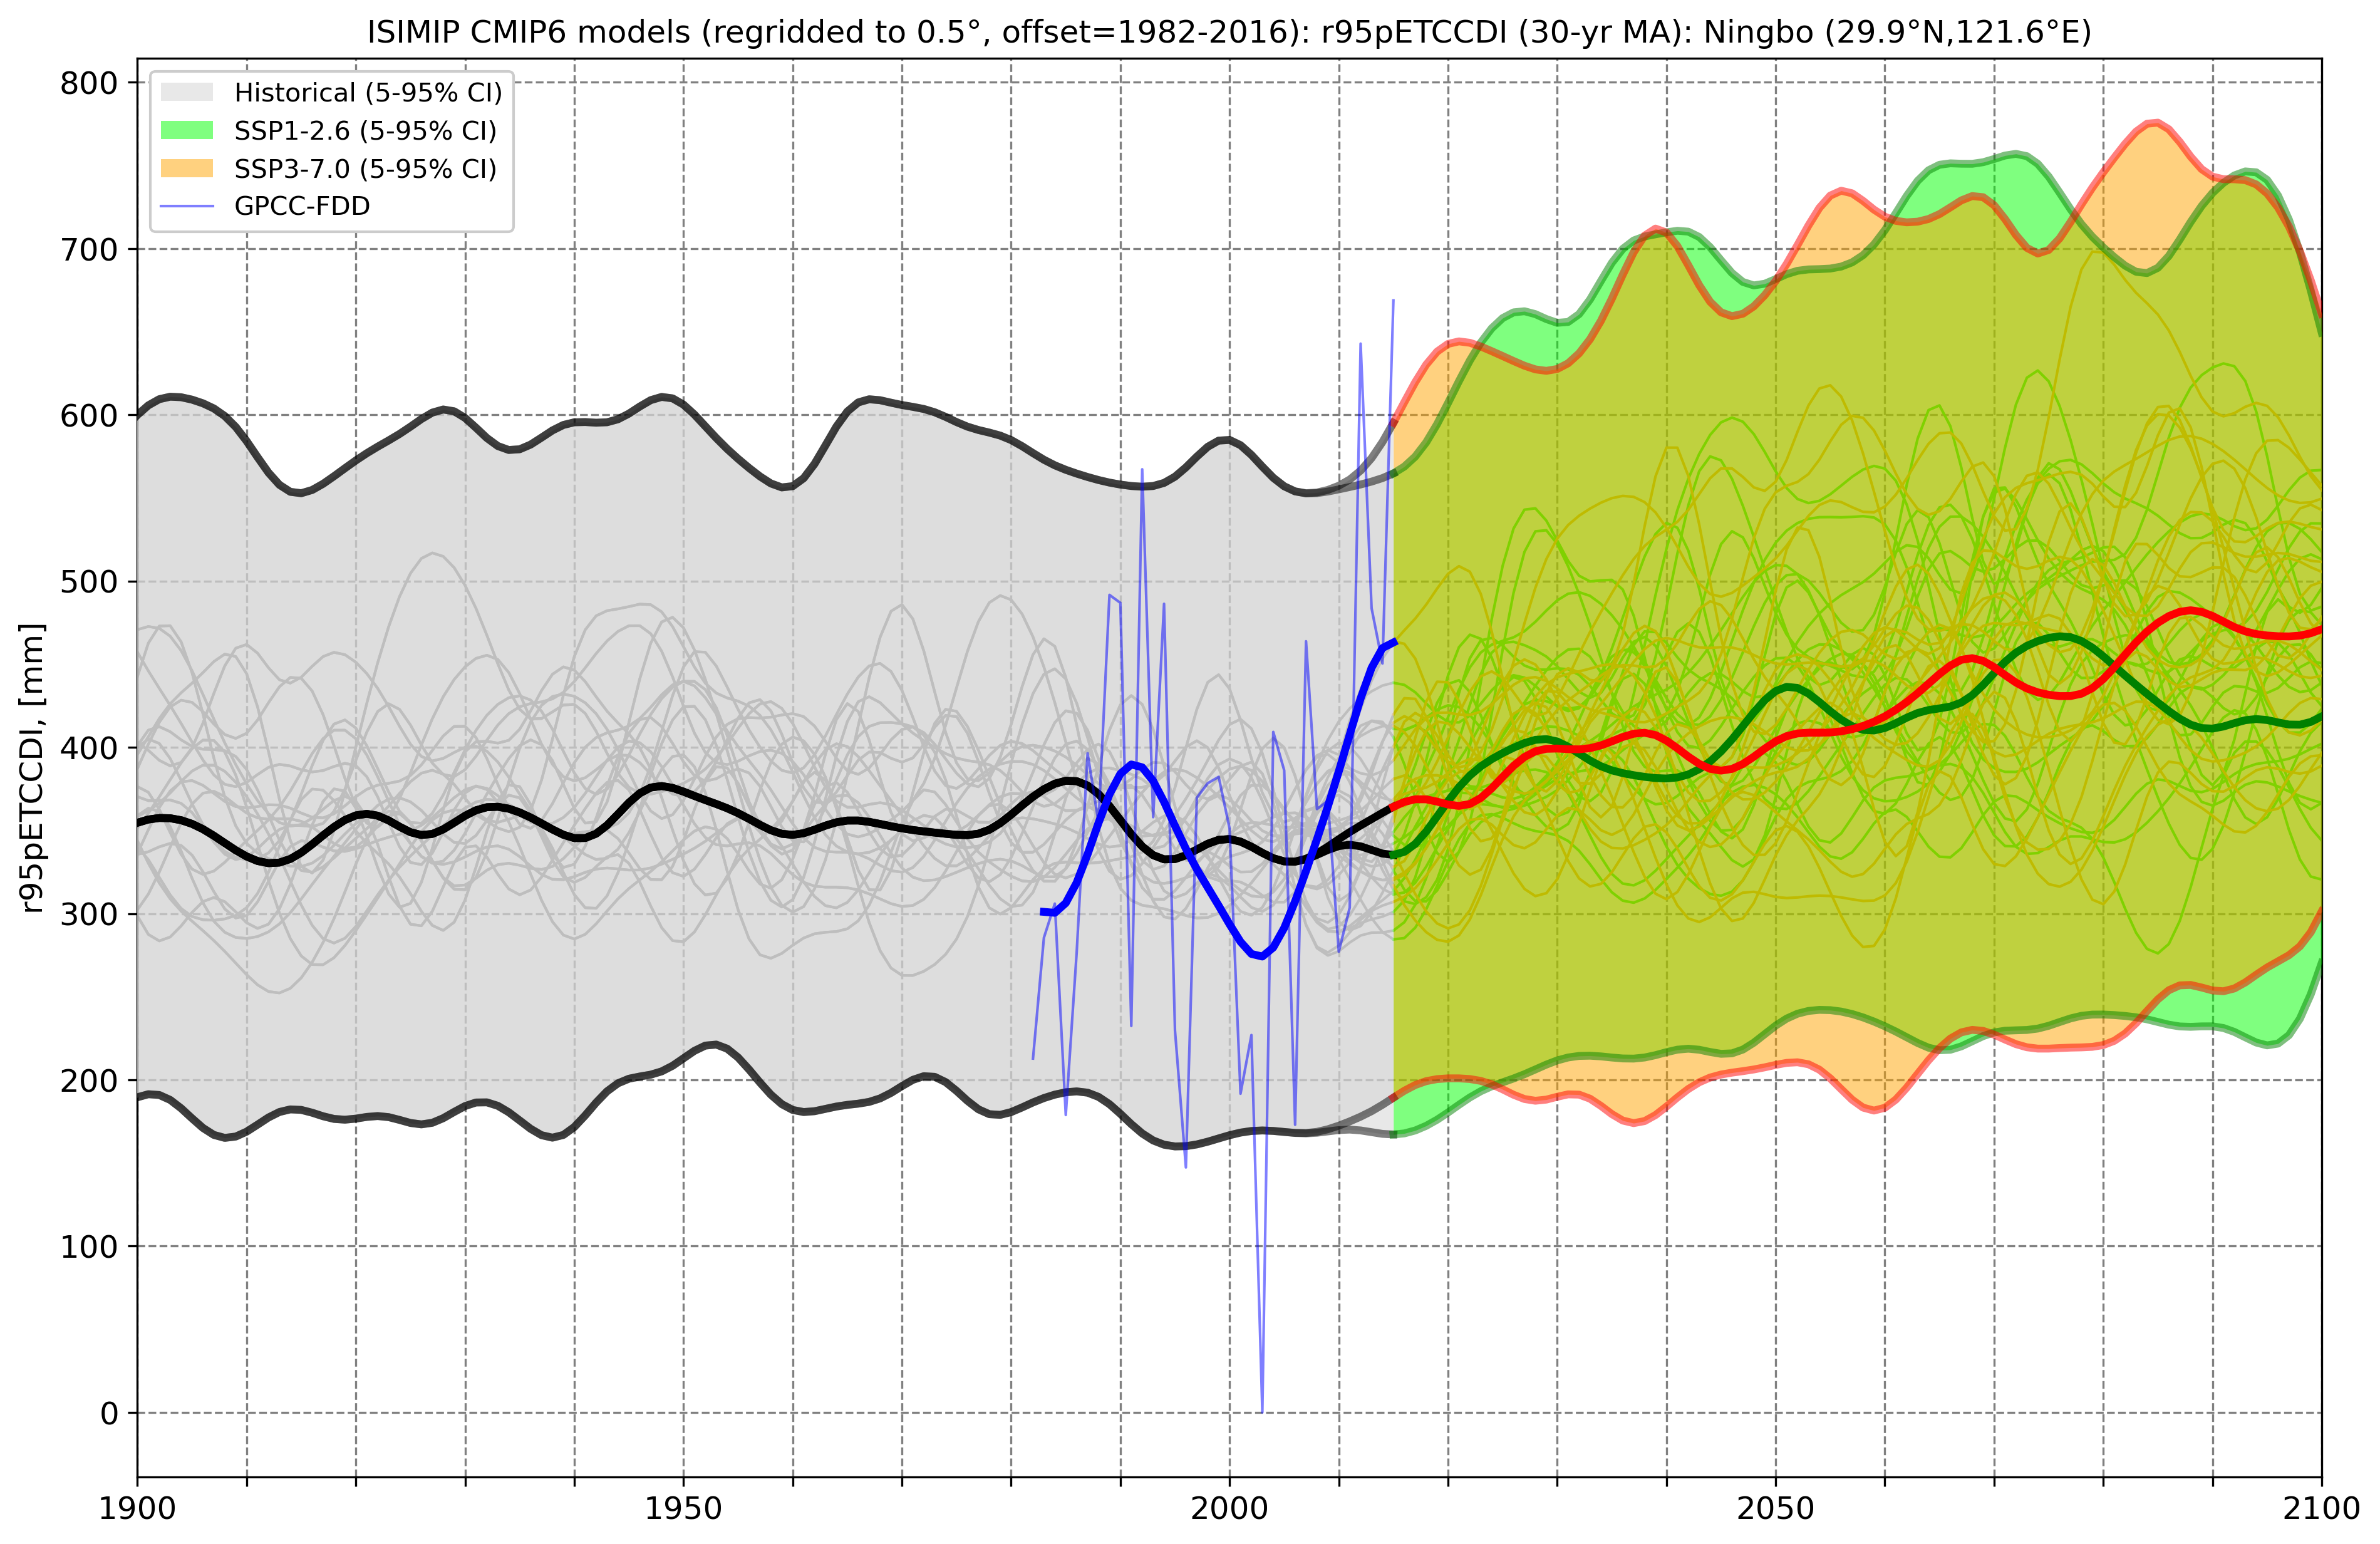 ISIMIP CMIP6 models (regridded to 0.5°, offset=1982-2016): r95pETCCDI (30-yr MA): Ningbo (29.9°N,121.6°E)
Historical (5-95% CI)
SSP1-2.6 (5-95% CI)
SSP3-7.0 (5-95% CI)
GPCC-FDD
r95pETCCDI, [mm]
800
700
600
500
400
300
200
100
0
1900 1950 2000 2050 2100